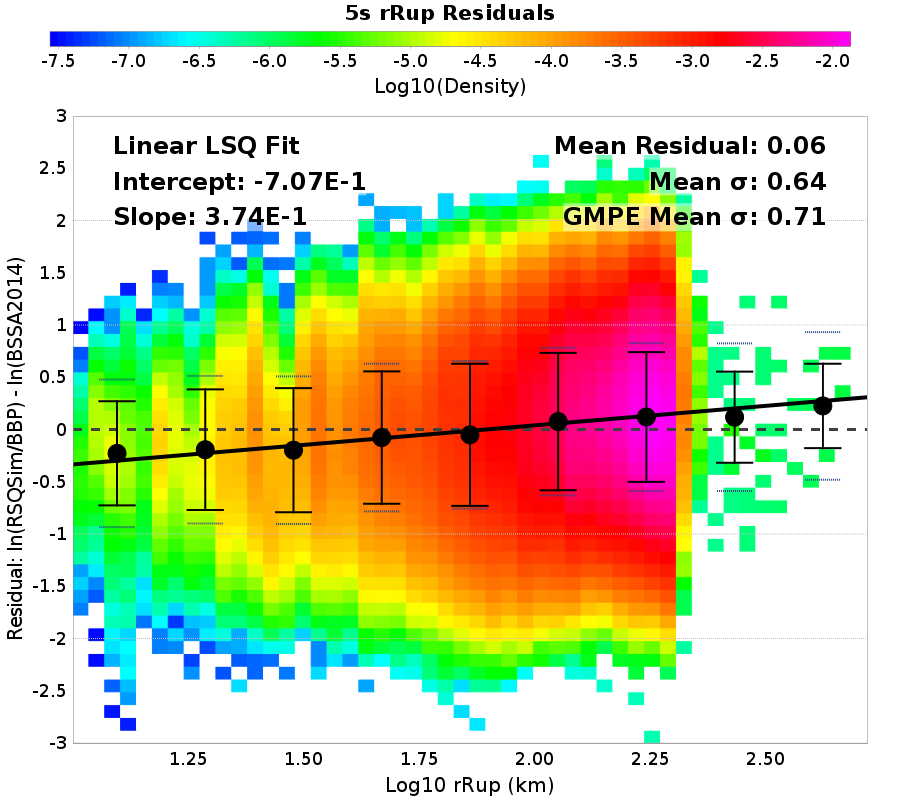 5s rRup Residuals
-7.5 -7.0 -6.5 -6.0 -5.5 -5.0 -4.5 -4.0 -3.5 -3.0 -2.5 -2.0
Log10(Density)
Linear LSQ Fit
Intercept: -7.07E-1
Slope: 3.74E-1
Mean Residual: 0.06
Mean σ: 0.64
GMPE Mean σ: 0.71
Residual: ln(RSQSim/BBP) - ln(BSSA2014)
3
2.5
2
1.5
1
0.5
0
-0.5
-1
-1.5
-2
-2.5
-3
1.25 1.50 1.75 2.00 2.25 2.50
Log10 rRup (km)